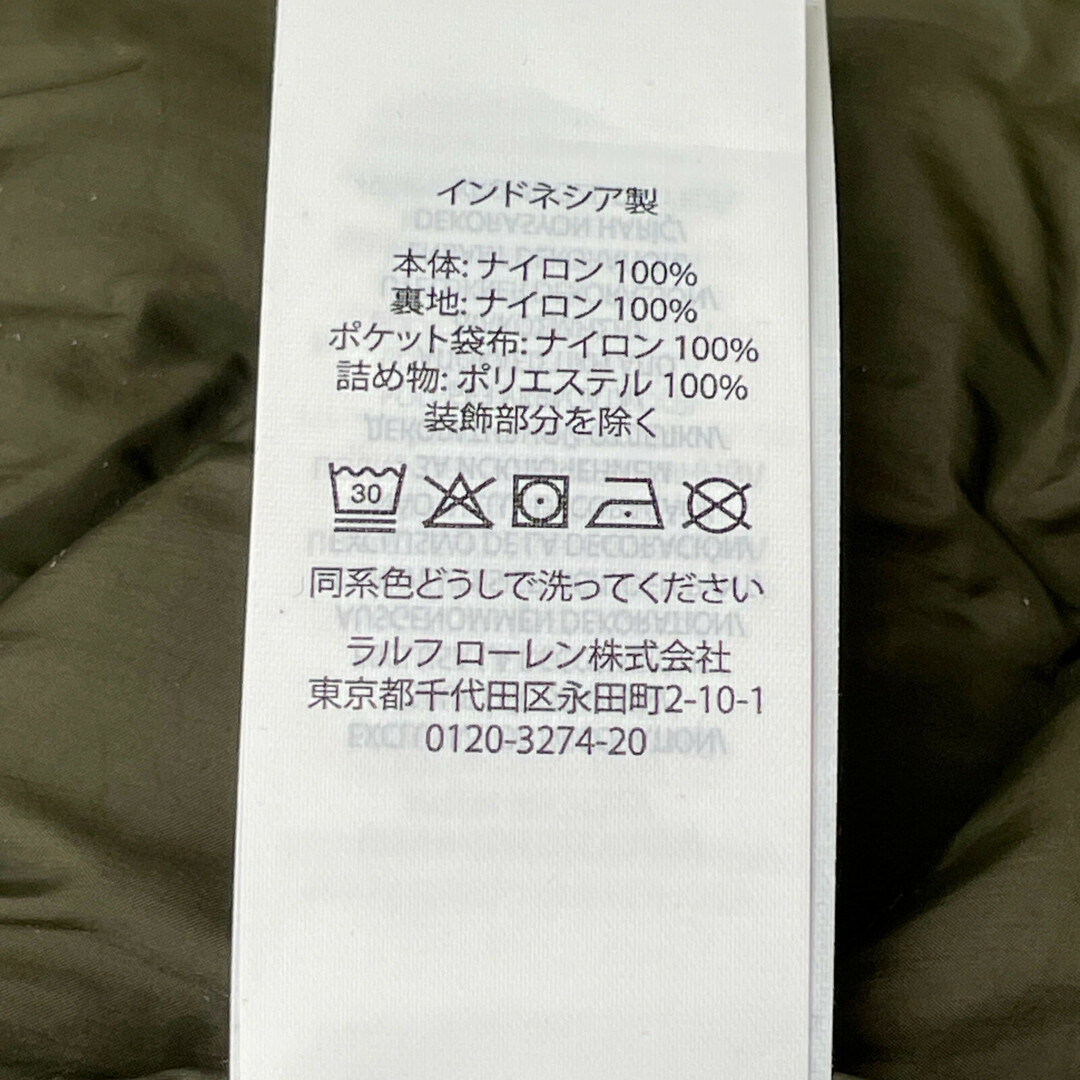 インドネシア製
本体: ナイロン 100%
裏地: ナイロン 100%
ポケット袋布: ナイロン 100%
詰め物: ポリエステル 100%
装飾部分を除く
30
同系色どうしで洗ってください
ラルフ ローレン株式会社
東京都千代田区永田町2-10-1
0120-3274-20